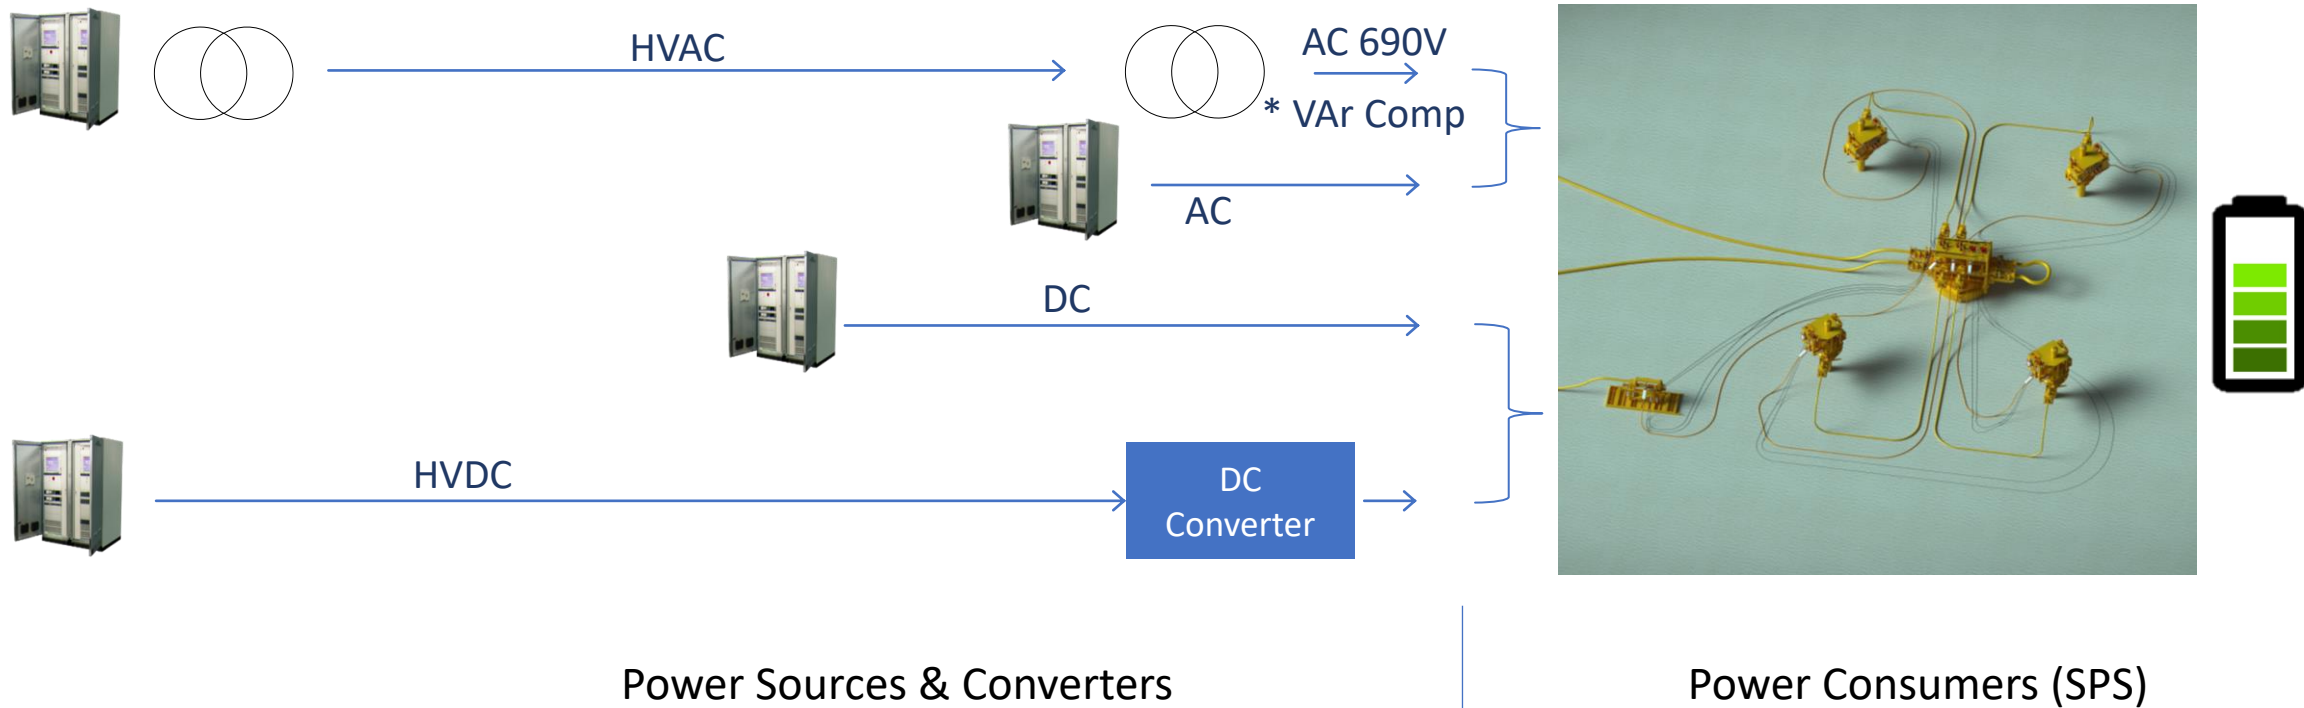 HVAC
AC 690V
* VAr Comp
AC
DC
HVDC
DC
Converter
Power Sources & Converters
Power Consumers (SPS)